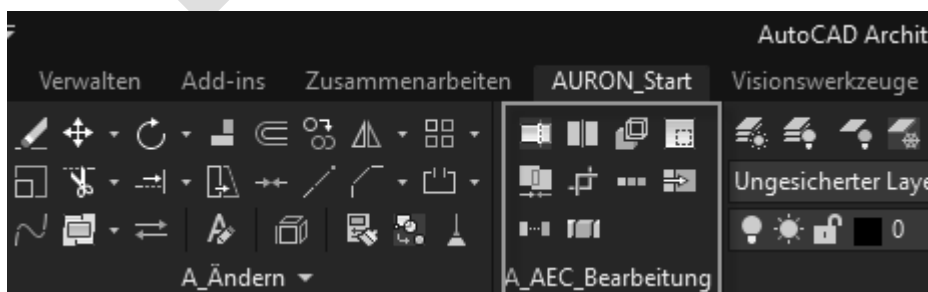 AutoCAD Archit
Verwalten Add-ins Zusammenarbeiten AURON_Start Visionswerkzeuge
Ungesicherter Laye
0
A_Ändern A_AEC_Bearbeitung